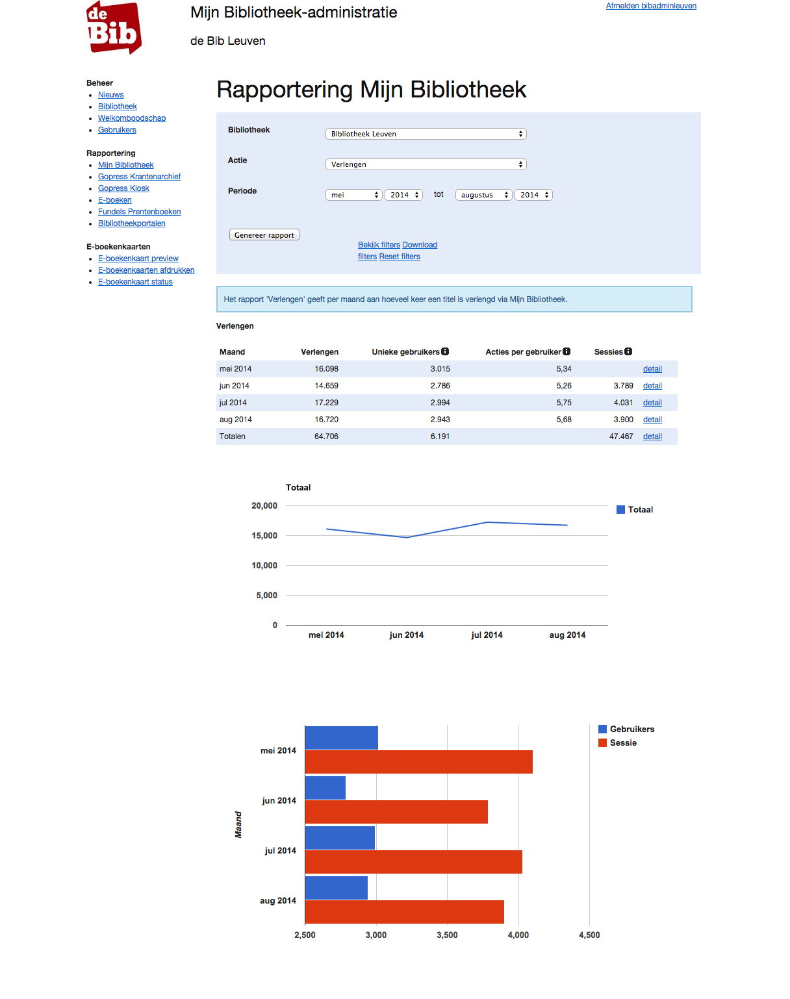 de
Bib
Mijn Bibliotheek-administratie
de Bib Leuven
Afmelden bibadminleuven
Beheer
Nieuws
Bibliotheek
Welkomboodschap
Gebruikers
Rapportering
Mijn Bibliotheek
Gopress Krantenarchief
Gopress Kiosk
E-boeken
Fundels Prentenboeken
Bibliotheekportalen
E-boekenkaarten
E-boekenkaart preview
E-boekenkaarten afdrukken
E-boekenkaart status
Rapportering Mijn Bibliotheek
Bibliotheek Bibliotheek Leuven
Actie Verlengen
Periode mei 2014 tot augustus 2014
Genereer rapport
Bekijk filters Download
filters Reset filters
Het rapport 'Verlengen' geeft per maand aan hoeveel keer een titel is verlengd via Mijn Bibliotheek.
Verlengen
Maand Verlengen Unieke gebruikers i Acties per gebruiker i Sessies i
mei 2014 16.098 3.015 5,34 detail
jun 2014 14.659 2.786 5,26 3.789 detail
jul 2014 17.229 2.994 5,75 4.031 detail
aug 2014 16.720 2.943 5,68 3.900 detail
Totalen 64.706 6.191 47.467 detail
Totaal
20,000
15,000
10,000
5,000
0
mei 2014 jun 2014 jul 2014 aug 2014
Totaal
Maand
mei 2014
jun 2014
jul 2014
aug 2014
2,500 3,000 3,500 4,000 4,500
Gebruikers
Sessie